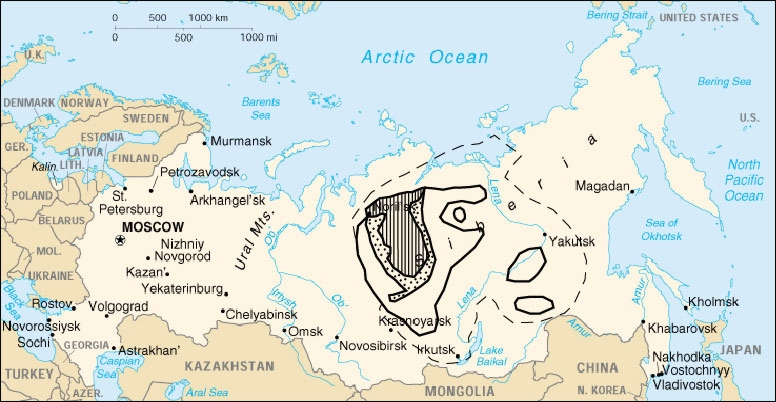 0 500 1000 km
0 500 1000 mi
Bering Strait
UNITED STATES
Arctic Ocean
U.K.
Bering Sea
Barents
Sea
DENMARK
NORWAY
SWEDEN
U.S.
GER.
ESTONIA
LATVIA
LITH.
Kalin.
FINLAND
Murmansk
Petrozavodsk
North
Pacific
Ocean
POLAND
St.
Petersburg
Arkhangel'sk
Noril's
Lena
S
i
b
e
r
i
a
Magadan
BELARUS
MOSCOW
Ural Mts.
Ob'
Sea of
Okhotsk
MOL.
Nizhniy
Novgorod
Yakutsk
UKRAINE
Kazan'
Yekaterinburg
Irtysh
Ob'
Lena
Amur
Black
Sea
Rostov
Volgograd
Chelyabinsk
Kholmsk
Novorossiysk
Sochi
Omsk
Krasnoyarsk
Amur
Khabarovsk
GEORGIA
Astrakhan'
Novosibirsk
Irkutsk
Lake
Baikal
JAPAN
TURKEY
Caspian
Sea
KAZAKHSTAN
CHINA
Nakhodka
Vostochnyy
Vladivostok
AZER.
Aral Sea
MONGOLIA
N. KOREA